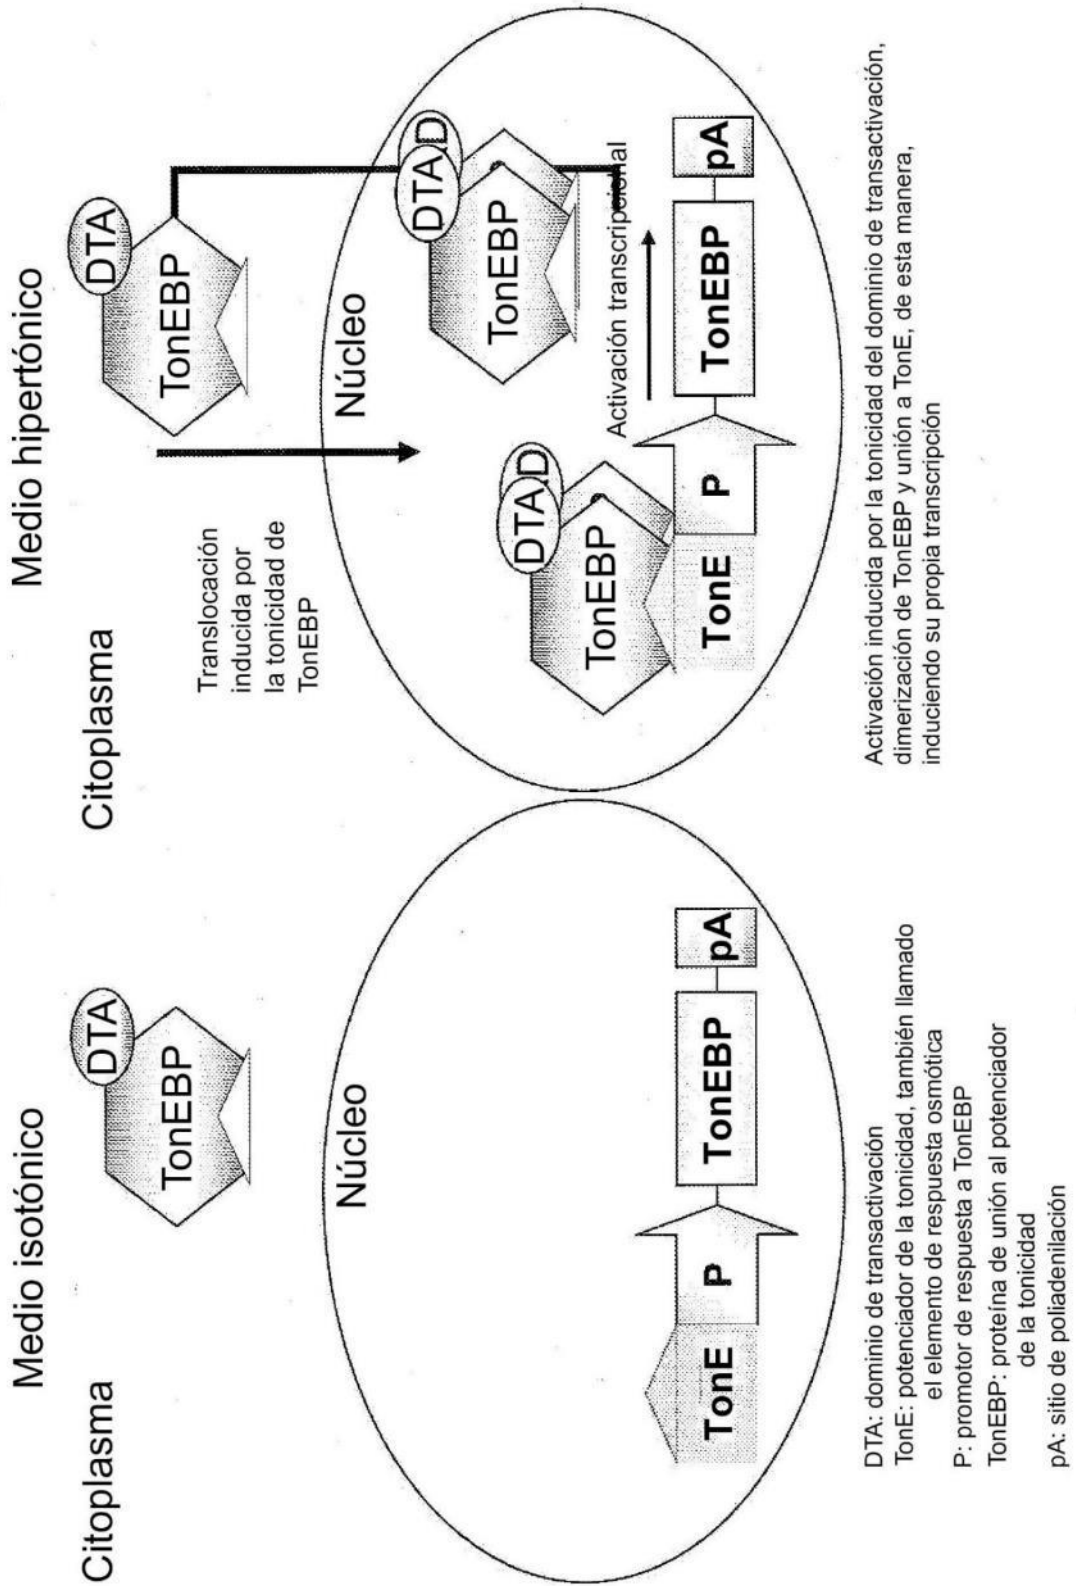 Medio isotónico
Citoplasma
DTA
TonEBP
Núcleo
TonE
P
TonEBP
pA
DTA: dominio de transactivación
TonE: potenciador de la tonicidad, también llamado
el elemento de respuesta osmótica
P: promotor de respuesta a TonEBP
TonEBP: proteína de unión al potenciador
de la tonicidad
pA: sitio de poliadenilación
Medio hipertónico
Citoplasma
DTA
TonEBP
Translocación
inducida por
la tonicidad de
TonEBP
Núcleo
DTA
D
TonEBP
DTA
D
TonEBP
Activación transcripcional
TonE
P
TonEBP
pA
Activación inducida por la tonicidad del dominio de transactivación,
dimerización de TonEBP y unión a TonE, de esta manera,
induciendo su propia transcripción